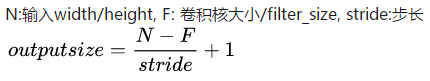 N:输入width/height, F: 卷积核大小/filter_size, stride:步长
outputsize = \frac{N - F}{stride} + 1